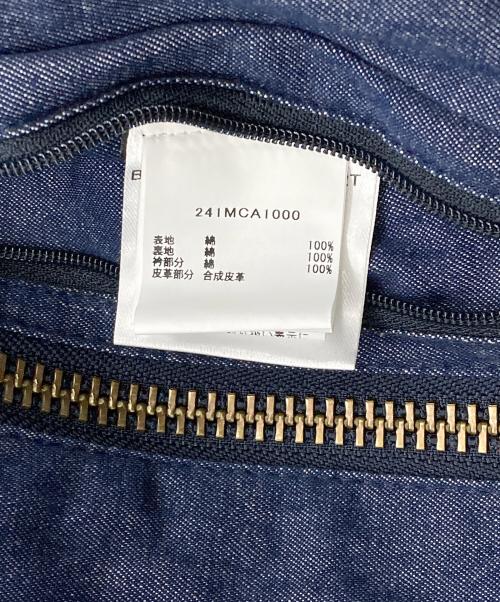 241MCA1000
表地 綿 100%
裏地 綿 100%
衿部分 綿 100%
皮革部分 合成皮革